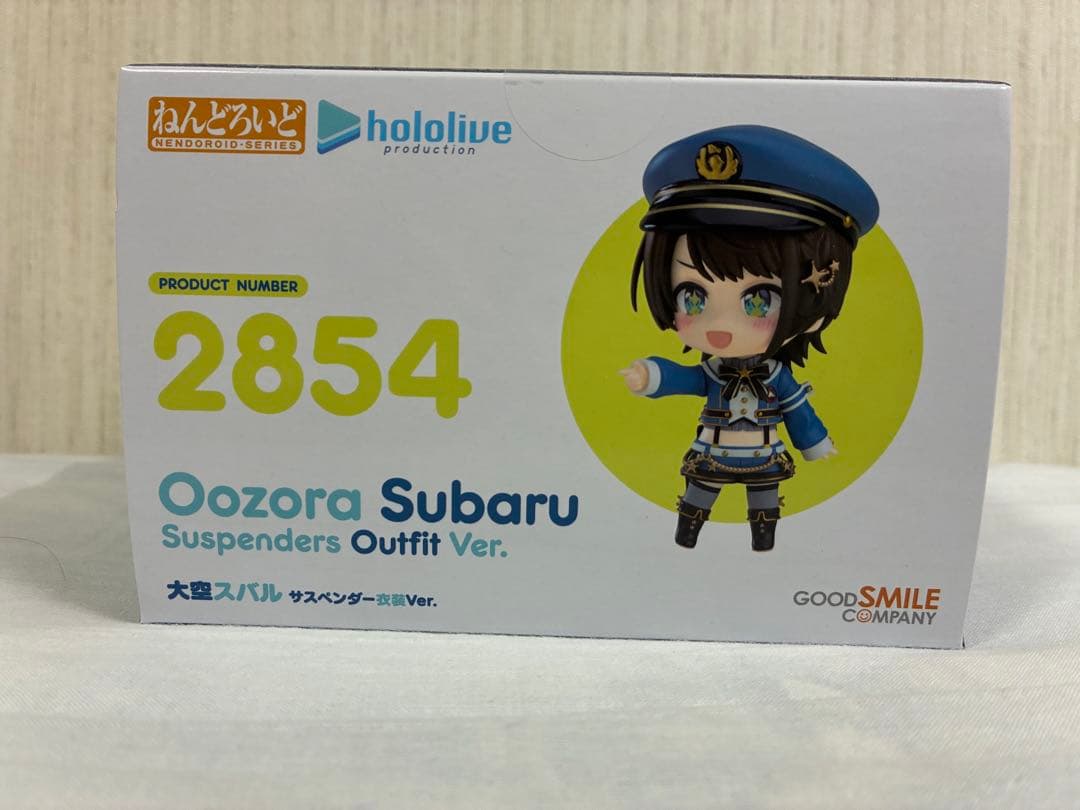 ねんどろいど
NENDOROID·SERIES
hololive
production
PRODUCT NUMBER
2854
Oozora Subaru
Suspenders Outfit Ver.
大空スバル サスペンダー衣装Ver.
GOOD SMILE
COMPANY